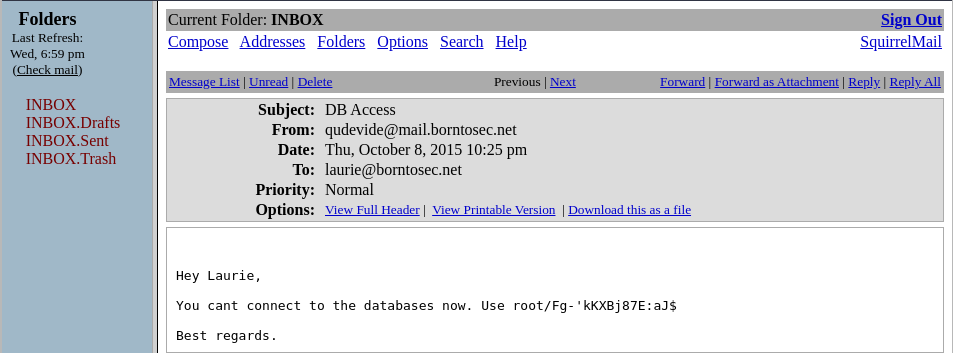 Folders
Last Refresh:
Wed, 6:59 pm
(Check mail)
INBOX
INBOX.Drafts
INBOX.Sent
INBOX.Trash
Current Folder: INBOX Sign Out
Compose Addresses Folders Options Search Help SquirrelMail
Message List | Unread | Delete Previous | Next Forward | Forward as Attachment | Reply | Reply All
Subject: DB Access
From: qudevide@mail.borntosec.net
Date: Thu, October 8, 2015 10:25 pm
To: laurie@borntosec.net
Priority: Normal
Options: View Full Header | View Printable Version | Download this as a file
Hey Laurie,
You cant connect to the databases now. Use root/Fg-'kKXBj87E:aJ$
Best regards.